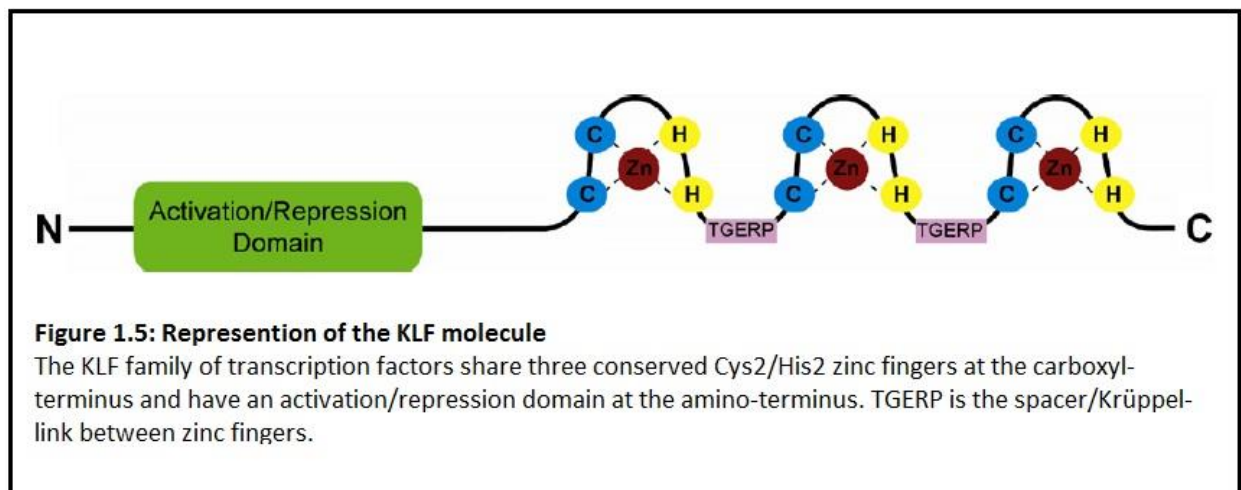 C H C H C H
Zn Zn Zn
C H C H C H
Activation/Repression
Domain
N TGERP TGERP C
Figure 1.5: Represention of the KLF molecule
The KLF family of transcription factors share three conserved Cys2/His2 zinc fingers at the carboxyl-
terminus and have an activation/repression domain at the amino-terminus. TGERP is the spacer/Krüppel-
link between zinc fingers.